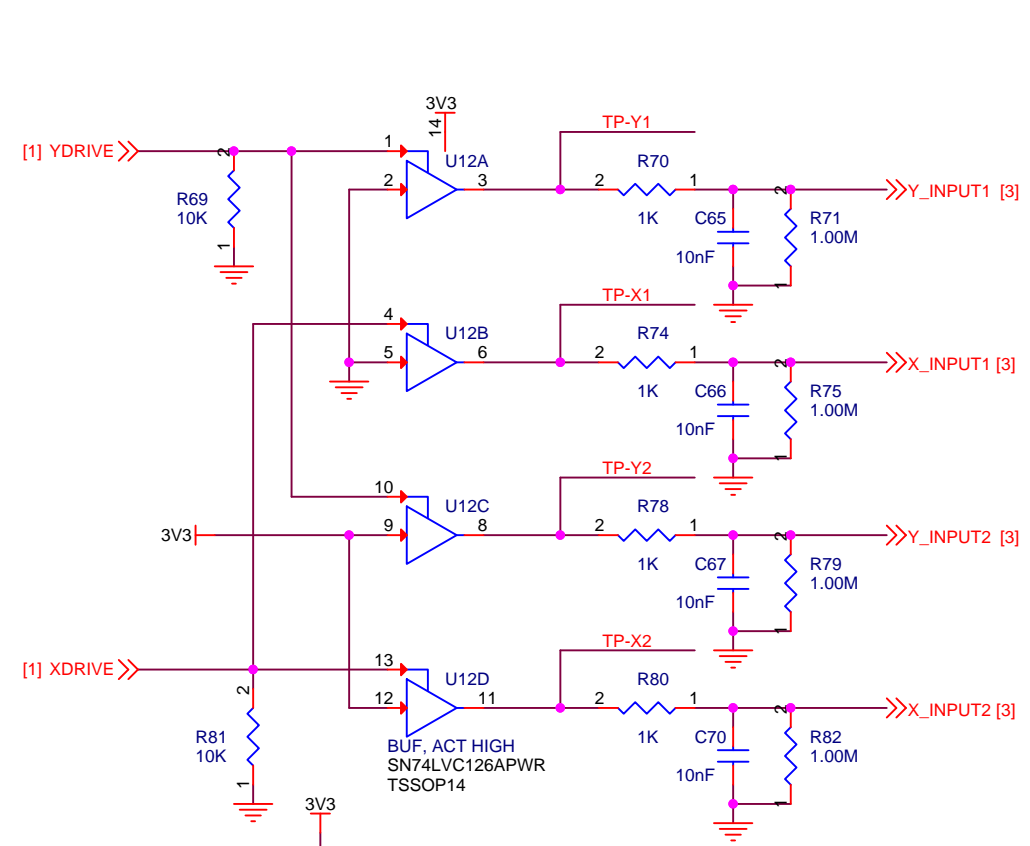 3V3
14
TP-Y1
[1] YDRIVE
2
1
U12A
R70
R69
10K
2
3
2
1
2
Y_INPUT1 [3]
1K
C65
R71
1.00M
1
10nF
1
TP-X1
4
U12B
R74
5
6
2
1
2
X_INPUT1 [3]
1K
C66
R75
1.00M
10nF
1
TP-Y2
10
U12C
R78
3V3
9
8
2
1
2
Y_INPUT2 [3]
1K
C67
R79
1.00M
10nF
1
TP-X2
[1] XDRIVE
13
U12D
R80
2
12
11
2
1
2
X_INPUT2 [3]
R81
10K
BUF, ACT HIGH
SN74LVC126APWR
TSSOP14
1K
C70
R82
1.00M
10nF
1
1
3V3